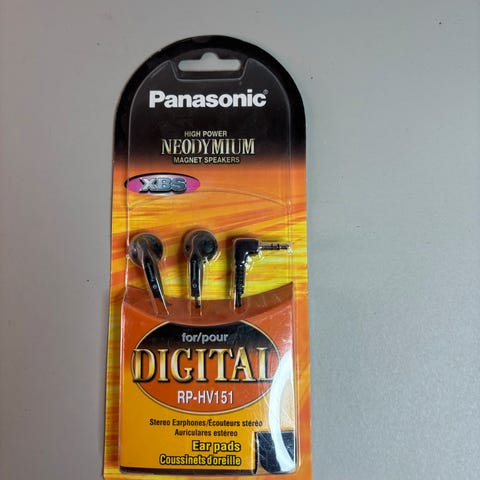 Panasonic
HIGH POWER
NEODYMIUM
MAGNET SPEAKERS
XBS
for/pour
DIGITAL
RP-HV151
Stereo Earphones/Écouteurs stéréo
Auriculares estéreo
Ear pads
Coussinets d'oreille